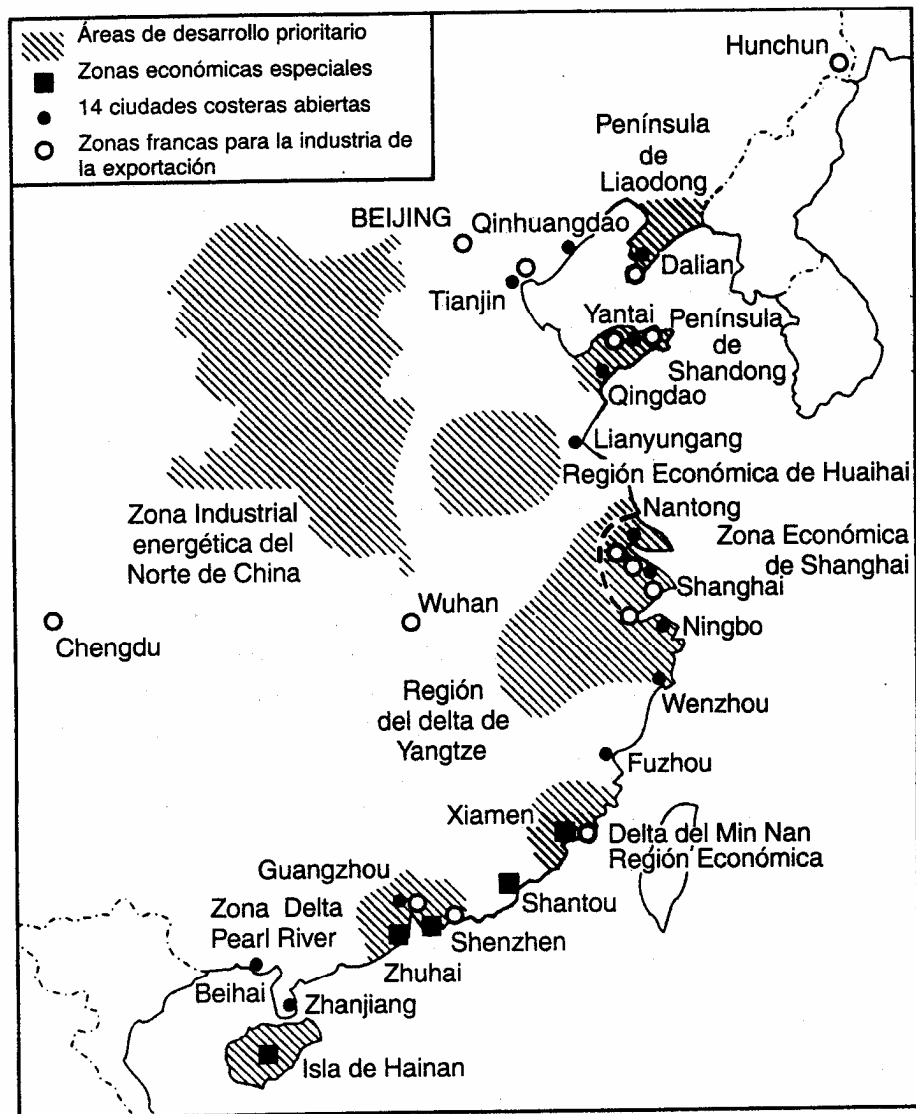 Áreas de desarrollo prioritario
Zonas económicas especiales
14 ciudades costeras abiertas
Zonas francas para la industria de
la exportación
Hunchun
Península
de
Liaodong
BEIJING
Qinhuangdao
Dalian
Tianjin
Yantai
Península
de
Shandong
Qingdao
Lianyungang
Región Económica de Huaihai
Nantong
Zona Económica
de Shanghai
Shanghai
Zona Industrial
energética del
Norte de China
Wuhan
Chengdu
Ningbo
Región
del delta de
Yangtze
Wenzhou
Fuzhou
Xiamen
Delta del Min Nan
Región Económica
Guangzhou
Shantou
Zona Delta
Pearl River
Shenzhen
Zhuhai
Beihai
Zhanjiang
Isla de Hainan